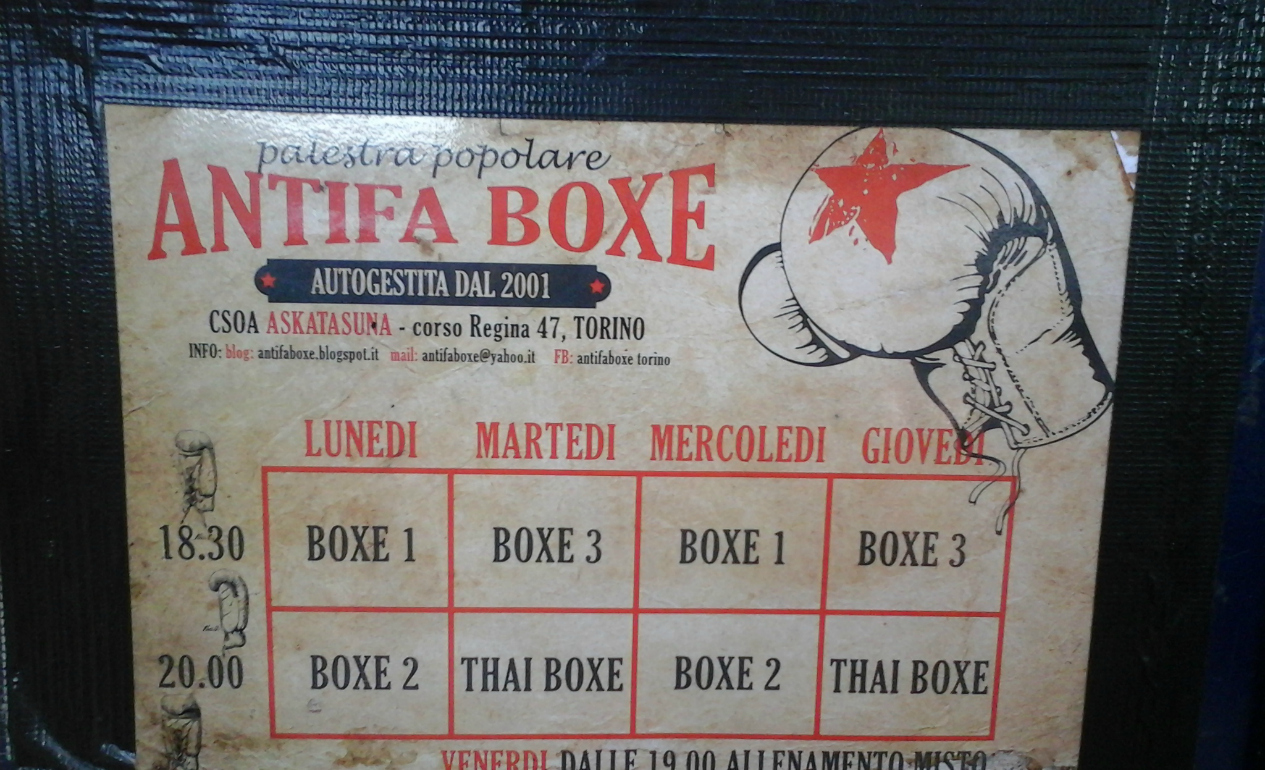 palestra popolare
ANTIFA BOXE
AUTOGESTITA DAL 2001
CSOA ASKATASUNA - corso Regina 47, TORINO
INFO: blog: antifaboxe.blogspot.it mail: antifaboxe@yahoo.it FB: antifaboxe torino
LUNEDI MARTEDI MERCOLEDI GIOVEDI
18.30 BOXE 1 BOXE 3 BOXE 1 BOXE 3
20.00 BOXE 2 THAI BOXE BOXE 2 THAI BOXE
VENERDI DALLE 19.00 ALLENAMENTO MISTO